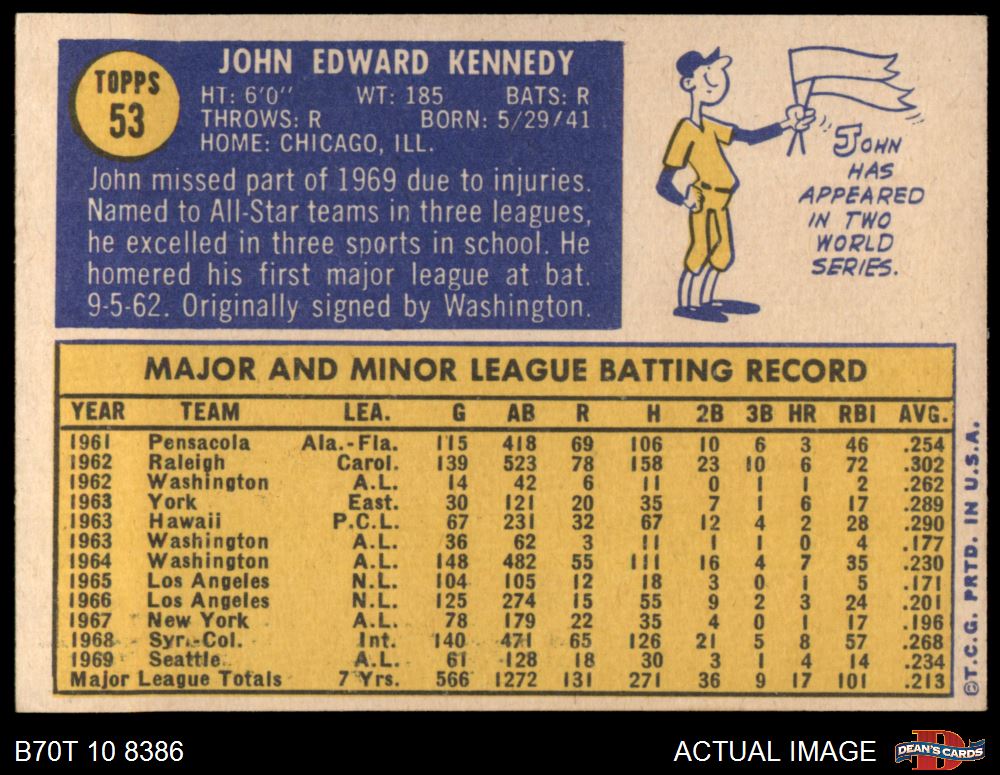 TOPPS
53
JOHN EDWARD KENNEDY
HT: 6'0" WT: 185 BATS: R
THROWS: R BORN: 5/29/41
HOME: CHICAGO, ILL.
John missed part of 1969 due to injuries.
Named to All-Star teams in three leagues,
he excelled in three sports in school. He
homered his first major league at bat.
9-5-62. Originally signed by Washington.
JOHN
HAS
APPEARED
IN TWO
WORLD
SERIES.
MAJOR AND MINOR LEAGUE BATTING RECORD
YEAR TEAM LEA. G AB R H 2B 3B HR RBI AVG.
1961 Pensacola Ala.-Fla. 115 418 69 106 10 6 3 46 .254
1962 Raleigh Carol. 139 523 78 158 23 10 6 72 .302
1962 Washington A.L. 14 42 6 11 0 1 1 2 .262
1963 York East. 30 121 20 35 7 1 6 17 .289
1963 Hawaii P.C.L. 67 231 32 67 12 4 2 28 .290
1963 Washington A.L. 36 62 3 11 1 1 0 4 .177
1964 Washington A.L. 148 482 55 111 16 4 7 35 .230
1965 Los Angeles N.L. 104 105 12 18 3 0 1 5 .171
1966 Los Angeles N.L. 125 274 15 55 9 2 3 24 .201
1967 New York A.L. 78 179 22 35 4 0 1 17 .196
1968 Syr.-Col. Int. 140 471 65 126 21 5 8 57 .268
1969 Seattle A.L. 61 128 18 30 3 1 4 14 .234
Major League Totals 7 Yrs. 566 1272 131 271 36 9 17 101 .213
©T.C.G. PRTD. IN U.S.A.
B70T 10 8386
ACTUAL IMAGE
DEAN'S CARDS